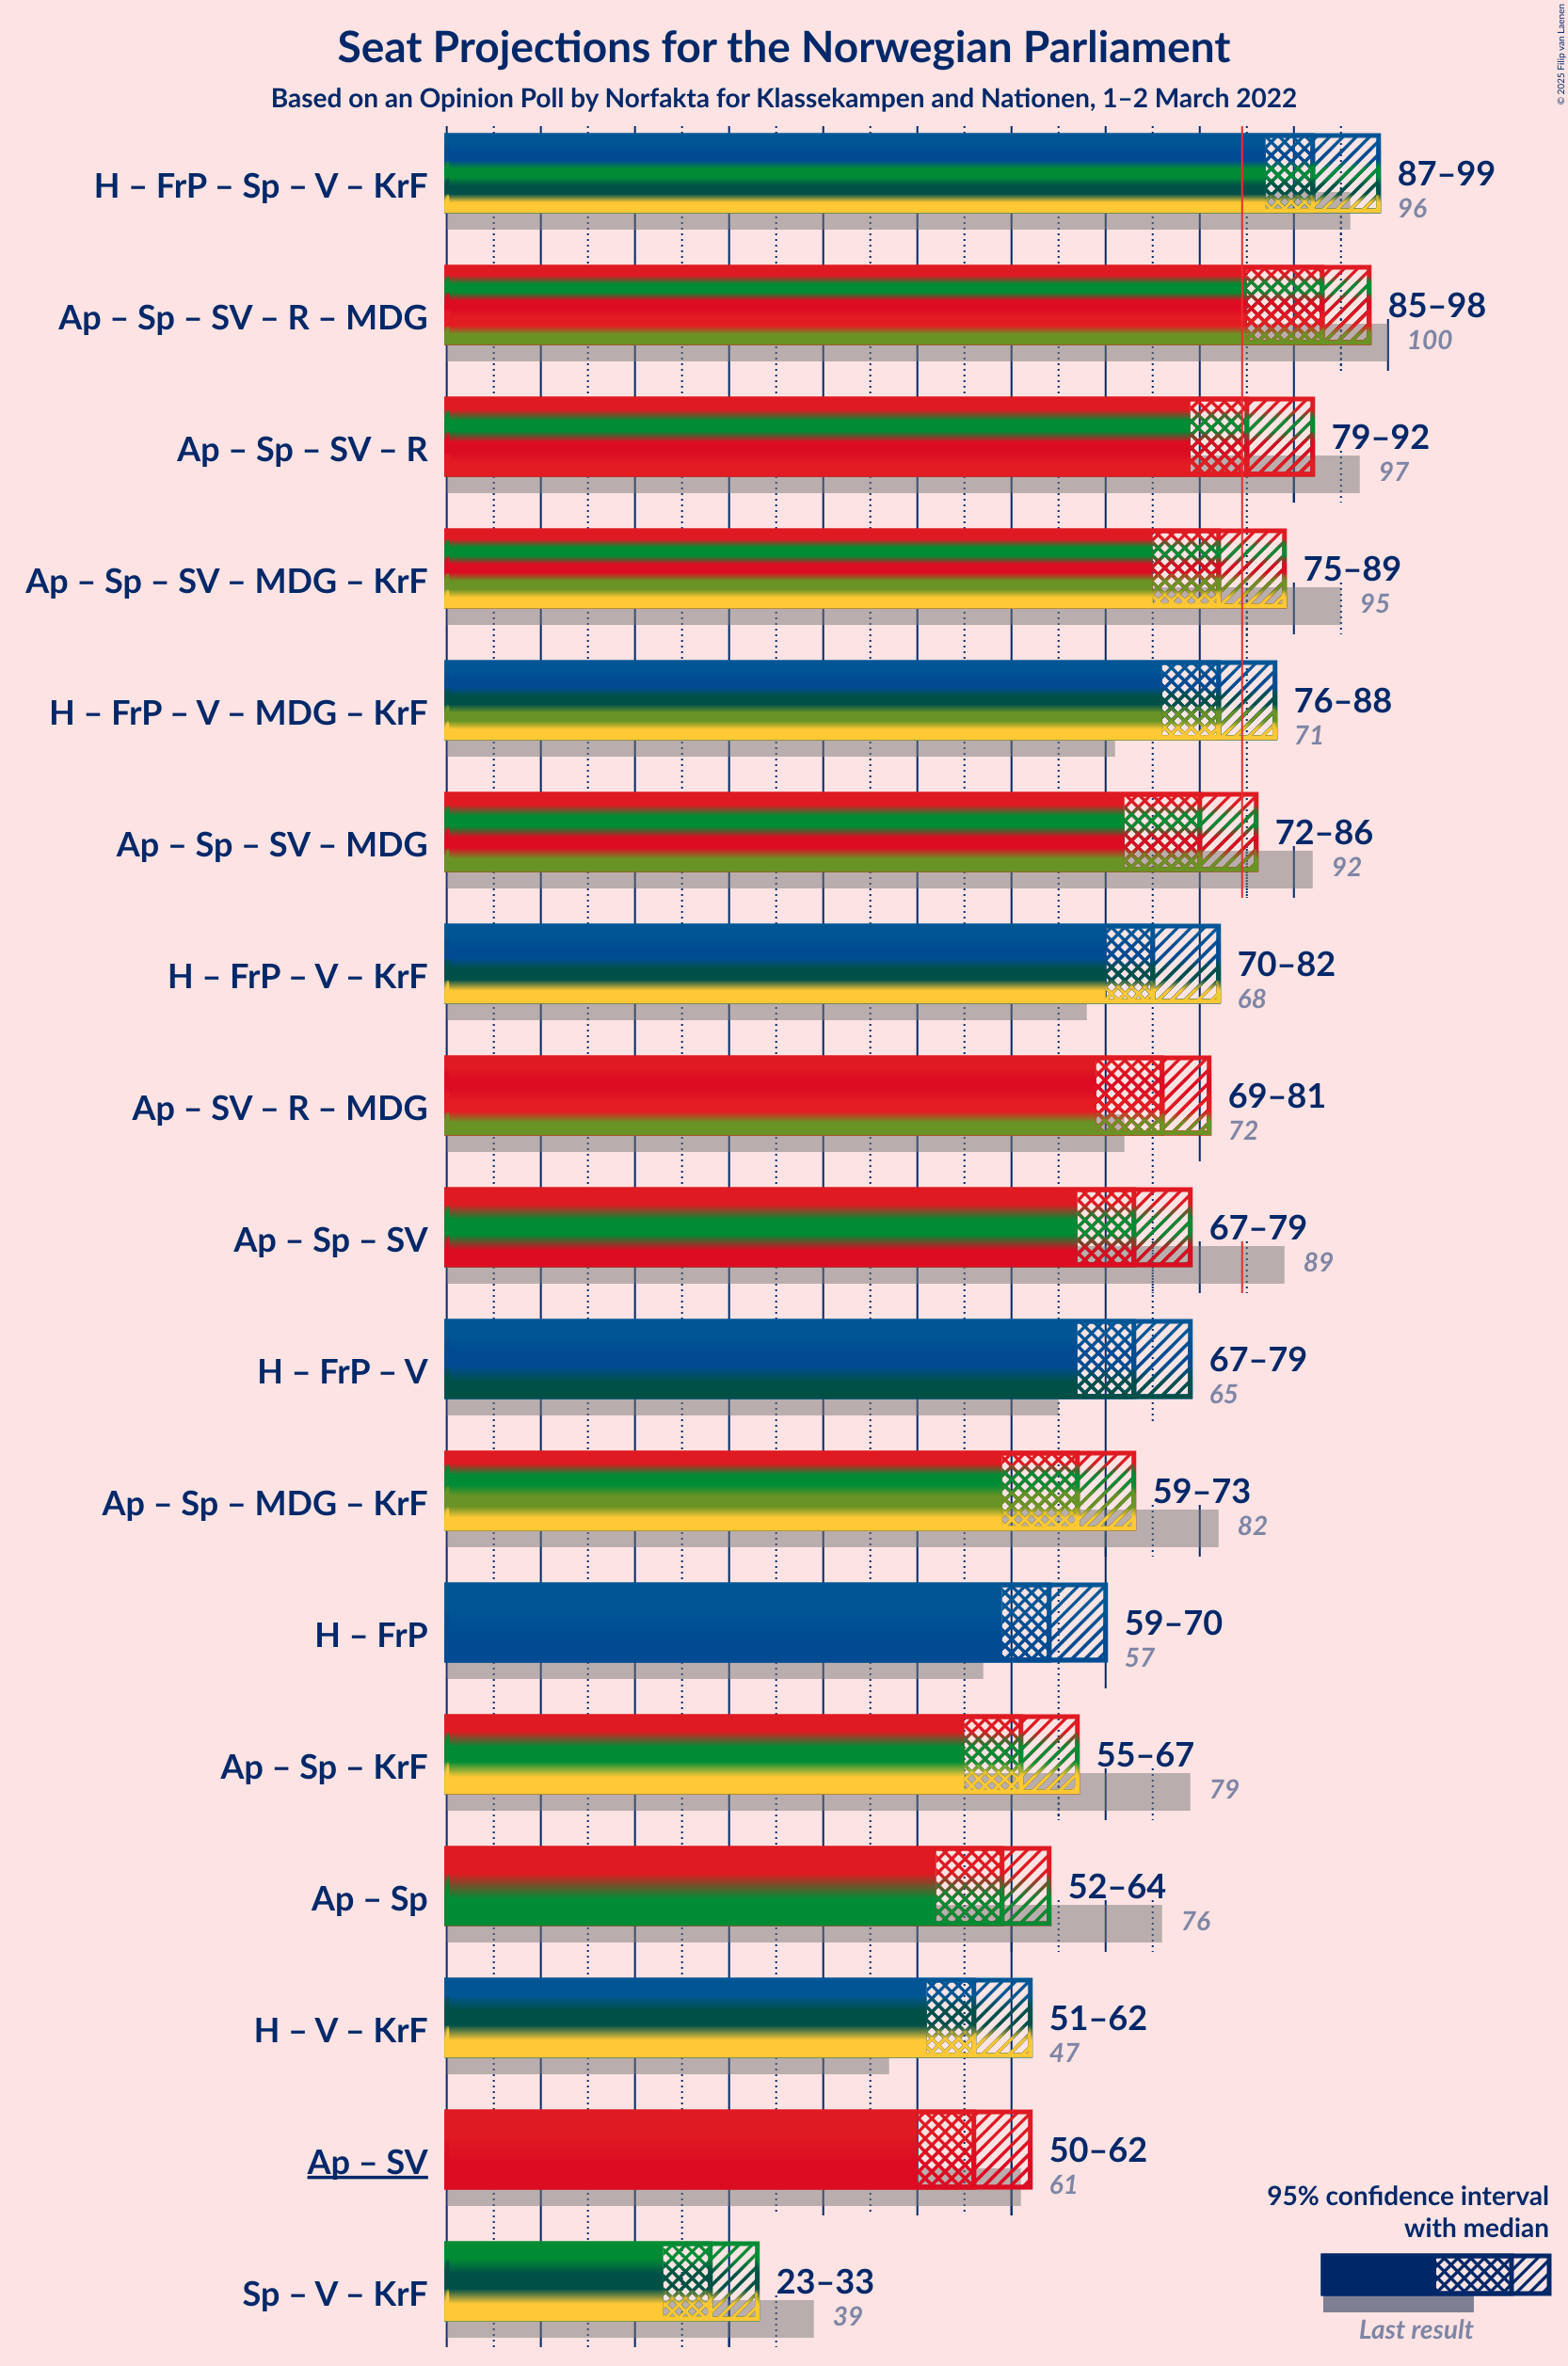 Seat Projections for the Norwegian Parliament
Based on an Opinion Poll by Norfakta for Klassekampen and Nationen, 1–2 March 2022
© 2025 Filip van Laenen
H – FrP – Sp – V – KrF
87–99
96
Ap – Sp – SV – R – MDG
85–98
100
Ap – Sp – SV – R
79–92
97
Ap – Sp – SV – MDG – KrF
75–89
95
H – FrP – V – MDG – KrF
76–88
71
Ap – Sp – SV – MDG
72–86
92
H – FrP – V – KrF
70–82
68
Ap – SV – R – MDG
69–81
72
Ap – Sp – SV
67–79
89
H – FrP – V
67–79
65
Ap – Sp – MDG – KrF
59–73
82
H – FrP
59–70
57
Ap – Sp – KrF
55–67
79
Ap – Sp
52–64
76
H – V – KrF
51–62
47
Ap – SV
50–62
61
Sp – V – KrF
23–33
39
95% confidence interval
with median
Last result